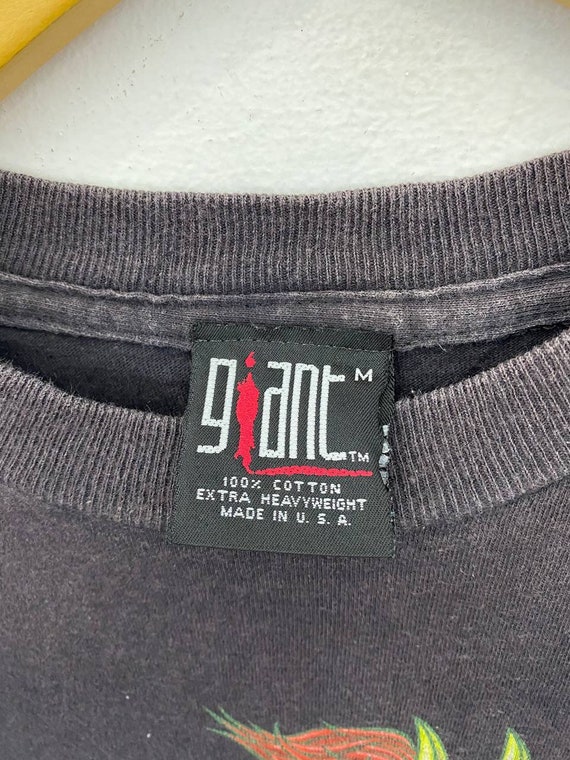 giant M
TM
100% COTTON
EXTRA HEAVYWEIGHT
MADE IN U. S. A.